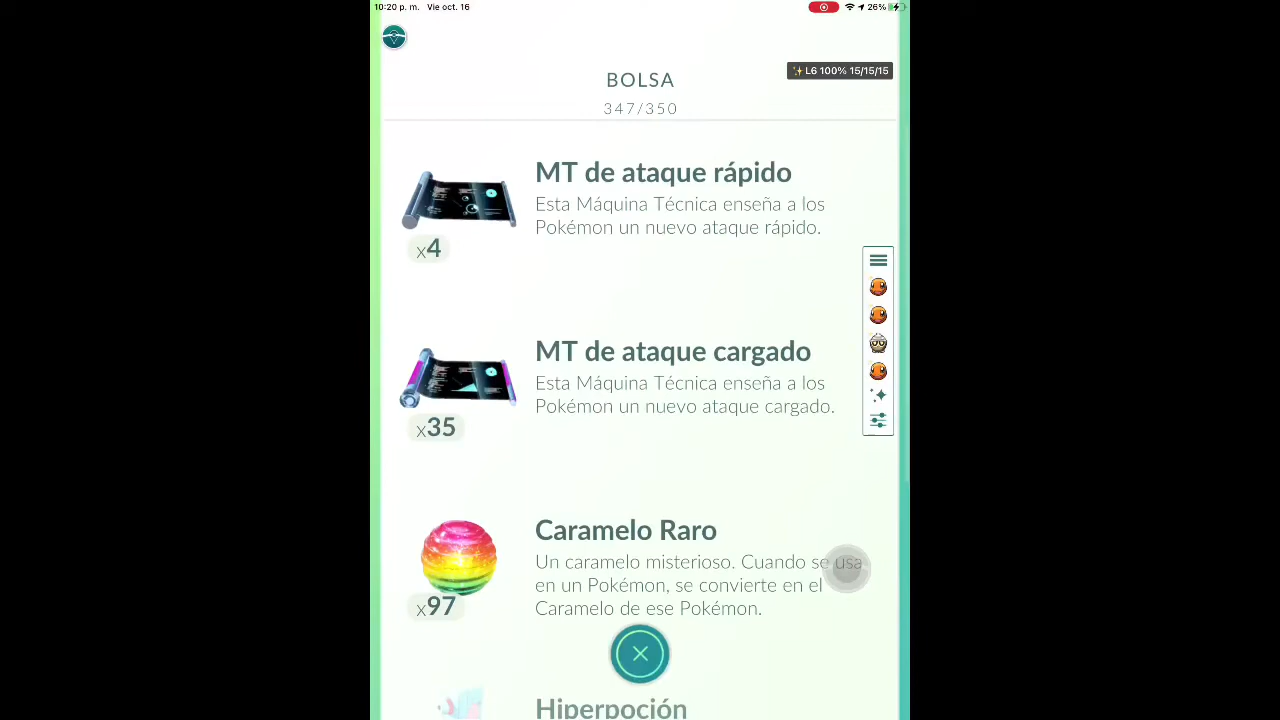 10:20 p. m. Vie oct. 16
26%
L6 100% 15/15/15
BOLSA
347/350
MT de ataque rápido
Esta Máquina Técnica enseña a los
Pokémon un nuevo ataque rápido.
x4
MT de ataque cargado
Esta Máquina Técnica enseña a los
Pokémon un nuevo ataque cargado.
x35
Caramelo Raro
Un caramelo misterioso. Cuando se usa
en un Pokémon, se convierte en el
Caramelo de ese Pokémon.
x97
Hiperpoción